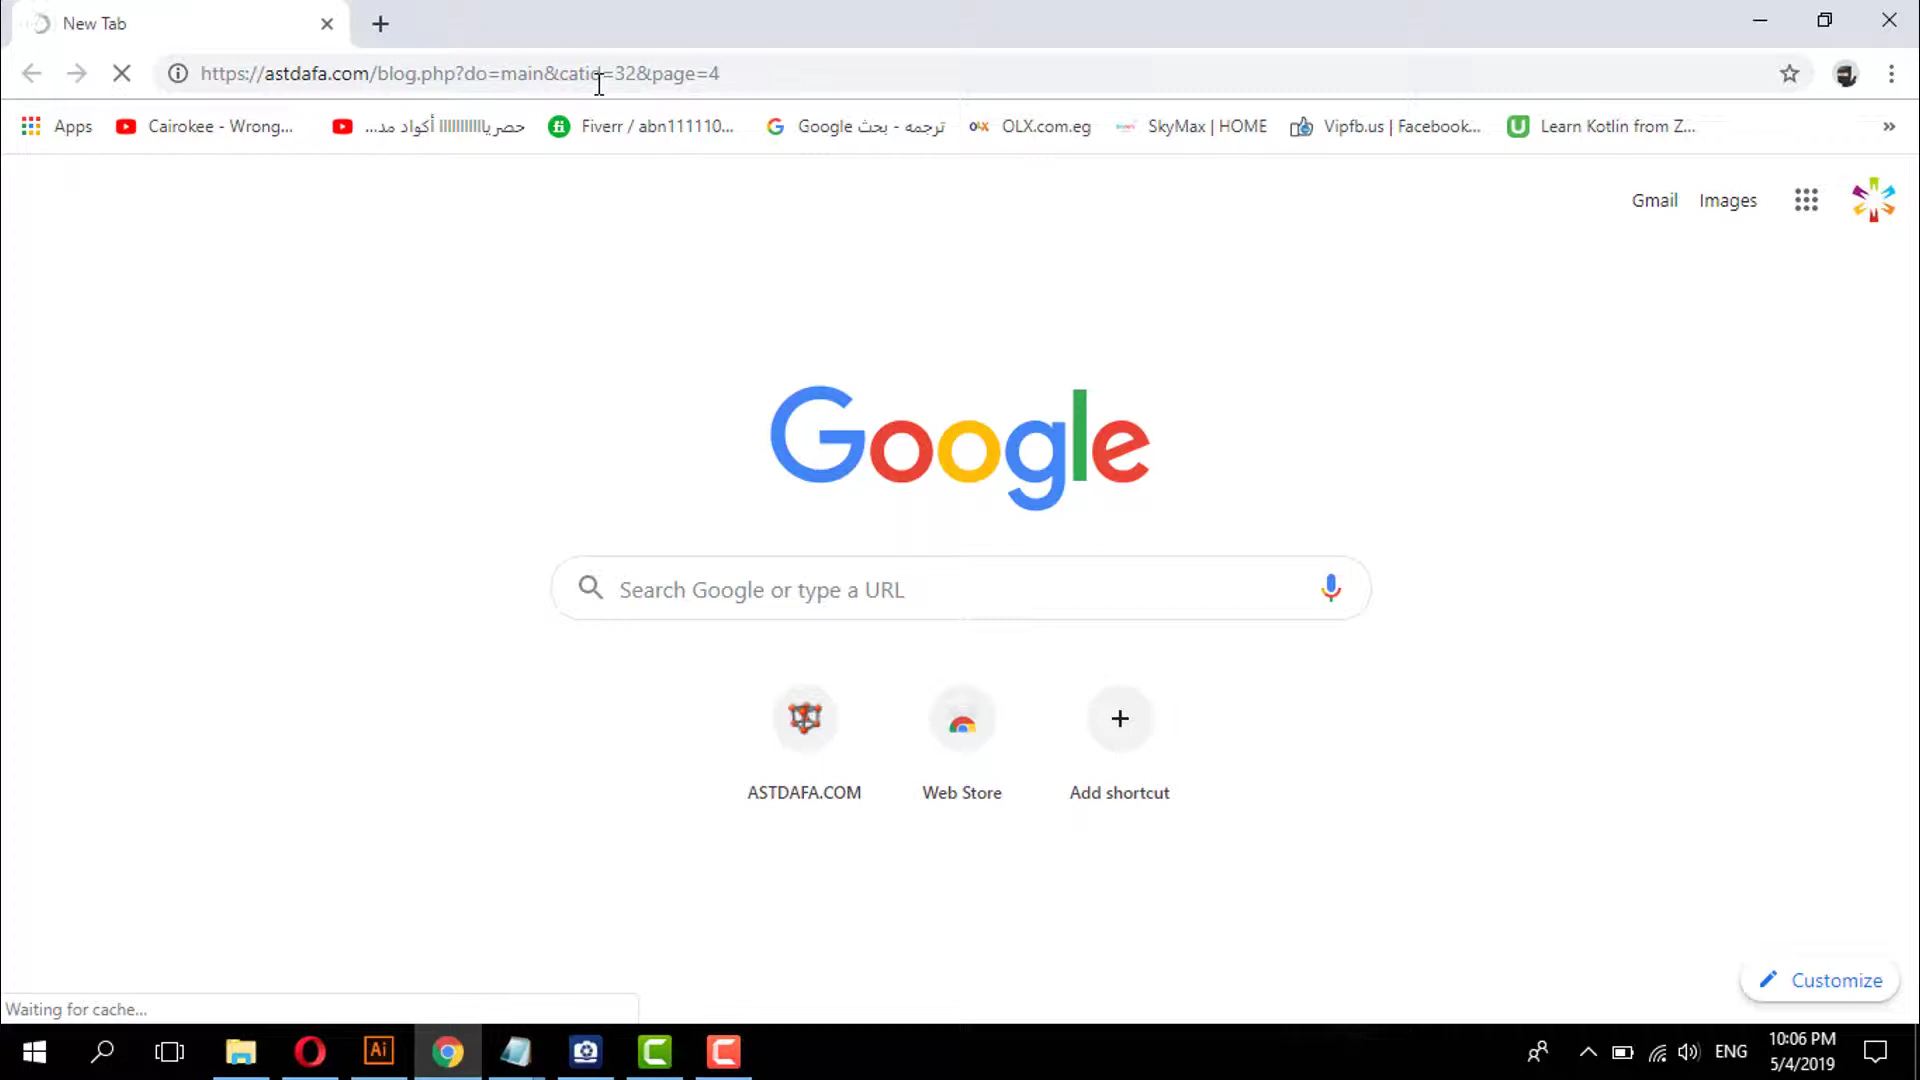 New Tab
https://astdafa.com/blog.php?do=main&catid=32&page=4
Apps
Cairokee - Wrong...
حصريااااااااااا أكواد مد...
Fiverr / abn111110...
ترجمه - بحث Google
OLX.com.eg
SkyMax | HOME
Vipfb.us | Facebook...
Learn Kotlin from Z...
»
Gmail
Images
Google
Search Google or type a URL
ASTDAFA.COM
Web Store
Add shortcut
Customize
Waiting for cache...
Ai
ENG
10:06 PM
5/4/2019